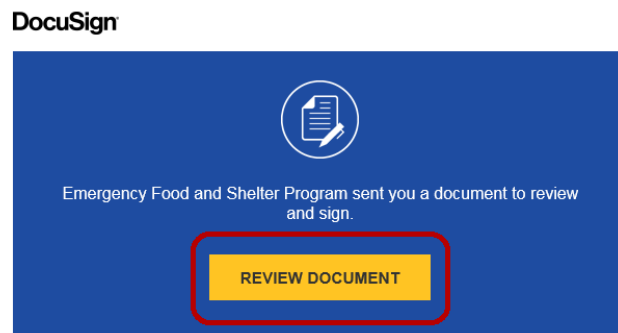 DocuSign
Emergency Food and Shelter Program sent you a document to review
and sign.
REVIEW DOCUMENT